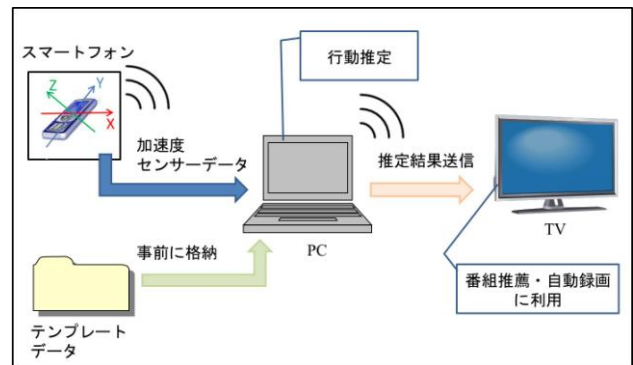 スマートフォン
Z
Y
X
行動推定
加速度
センサーデータ
推定結果送信
PC
TV
事前に格納
番組推薦・自動録画
に利用
テンプレート
データ